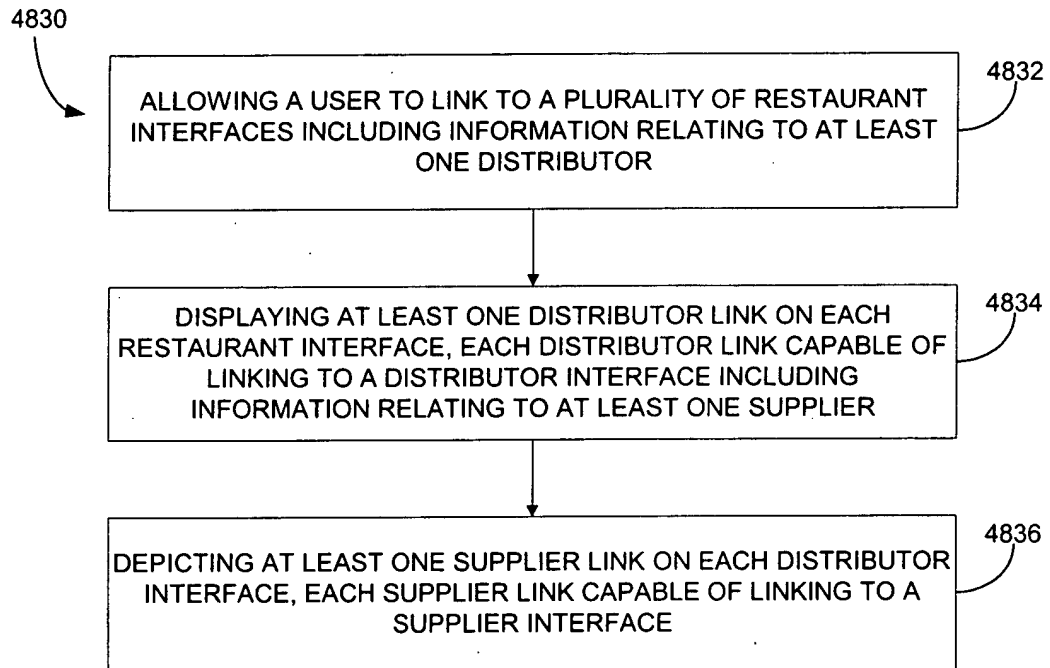 4830
4832
ALLOWING A USER TO LINK TO A PLURALITY OF RESTAURANT
INTERFACES INCLUDING INFORMATION RELATING TO AT LEAST
ONE DISTRIBUTOR
4834
DISPLAYING AT LEAST ONE DISTRIBUTOR LINK ON EACH
RESTAURANT INTERFACE, EACH DISTRIBUTOR LINK CAPABLE OF
LINKING TO A DISTRIBUTOR INTERFACE INCLUDING
INFORMATION RELATING TO AT LEAST ONE SUPPLIER
4836
DEPICTING AT LEAST ONE SUPPLIER LINK ON EACH DISTRIBUTOR
INTERFACE, EACH SUPPLIER LINK CAPABLE OF LINKING TO A
SUPPLIER INTERFACE